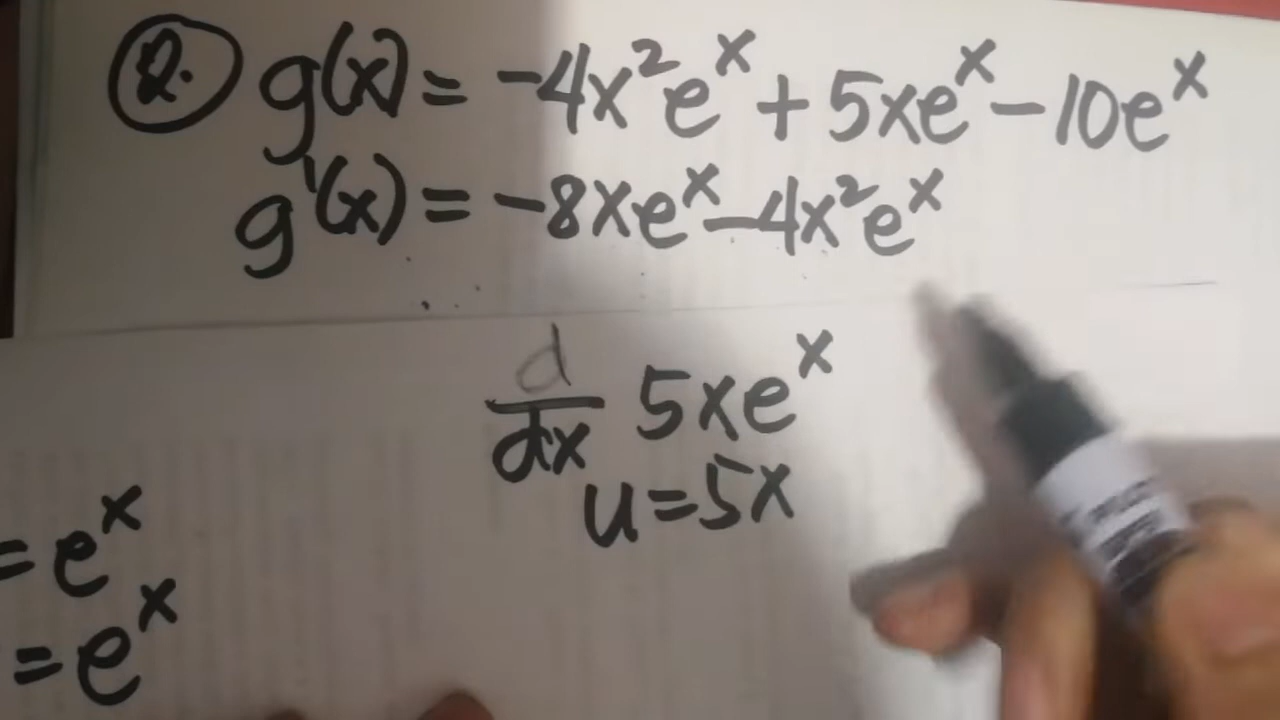 2. g(x) = -4x²eˣ + 5xeˣ - 10eˣ
g'(x) = -8xeˣ - 4x²eˣ
d/dx 5xeˣ
u = 5x
= eˣ
= eˣ